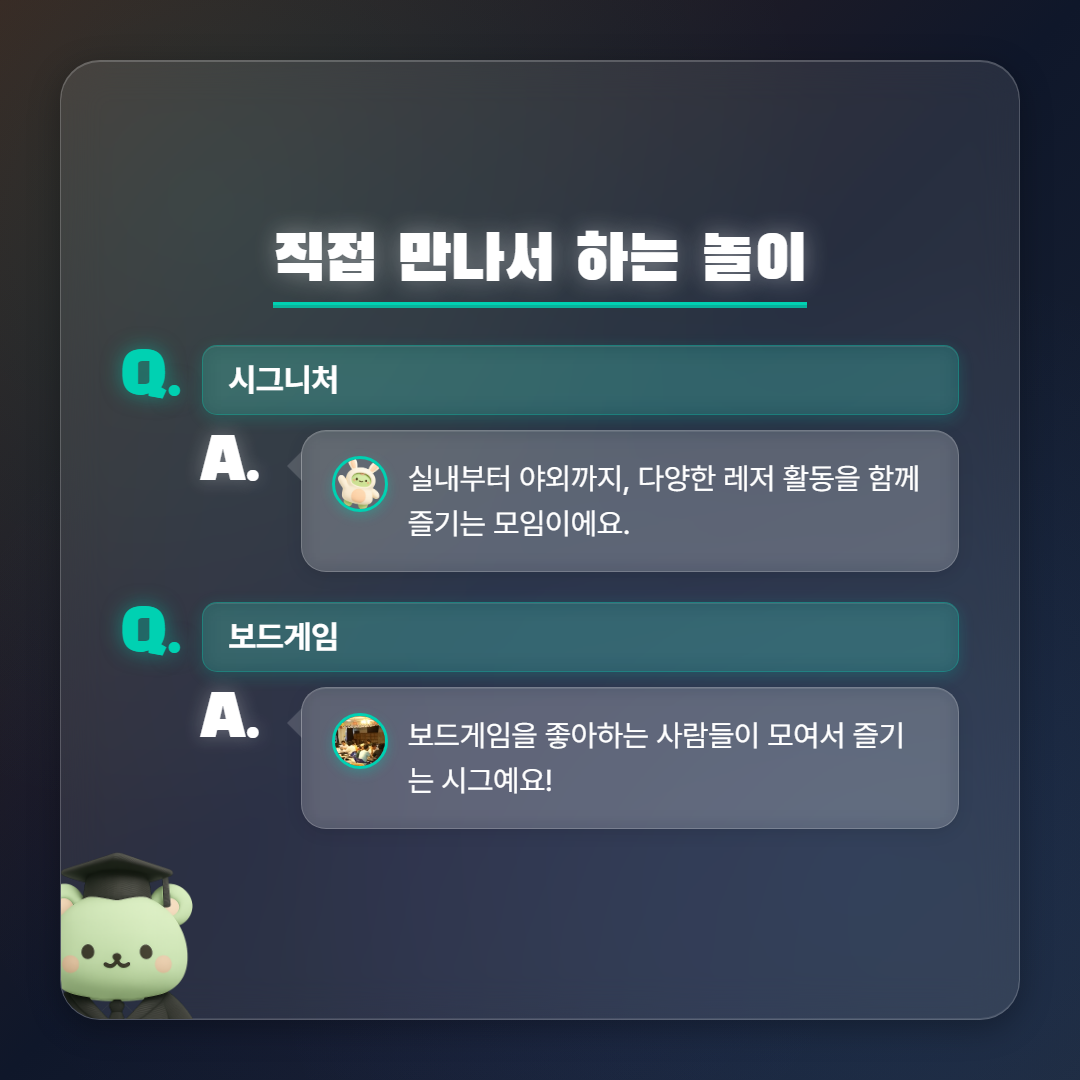 직접 만나서 하는 놀이
Q.
시그니처
A.
실내부터 야외까지, 다양한 레저 활동을 함께
즐기는 모임이에요.
Q.
보드게임
A.
보드게임을 좋아하는 사람들이 모여서 즐기
는 시그예요!